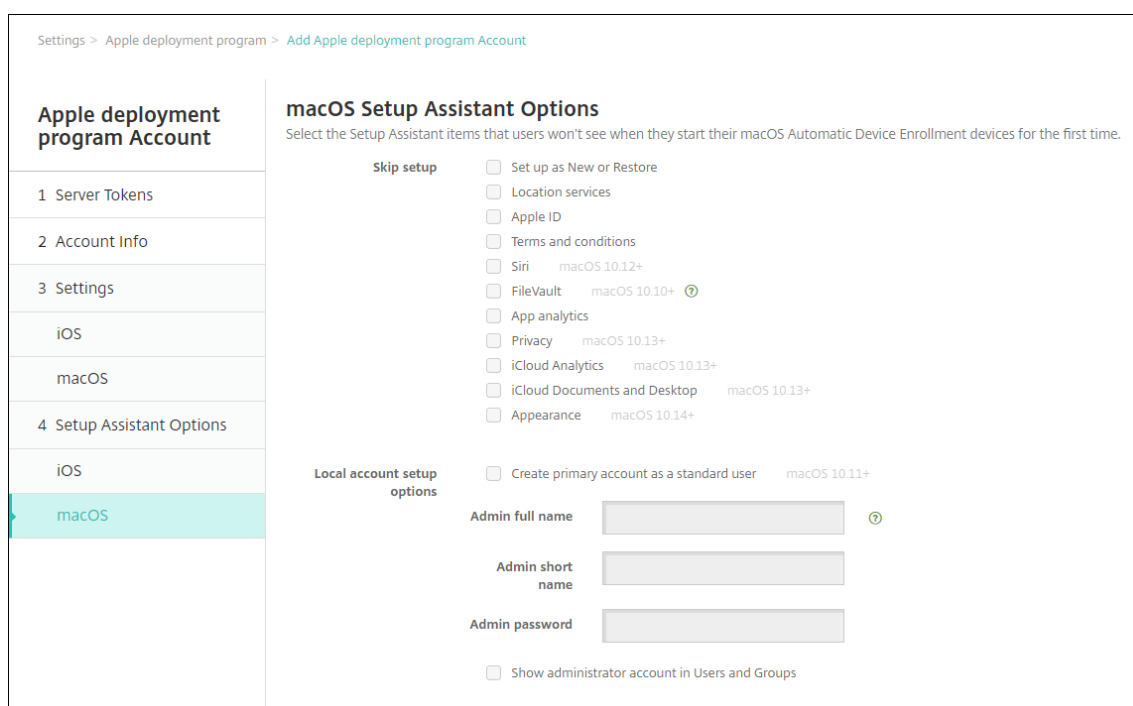 Settings > Apple deployment program > Add Apple deployment program Account
Apple deployment
program Account
1 Server Tokens
2 Account Info
3 Settings
iOS
macOS
4 Setup Assistant Options
iOS
macOS
macOS Setup Assistant Options
Select the Setup Assistant items that users won't see when they start their macOS Automatic Device Enrollment devices for the first time.
Skip setup
Set up as New or Restore
Location services
Apple ID
Terms and conditions
Siri macOS 10.12+
FileVault macOS 10.10+ ?
App analytics
Privacy macOS 10.13+
iCloud Analytics macOS 10.13+
iCloud Documents and Desktop macOS 10.13+
Appearance macOS 10.14+
Local account setup
options
Create primary account as a standard user macOS 10.11+
Admin full name ?
Admin short
name
Admin password
Show administrator account in Users and Groups